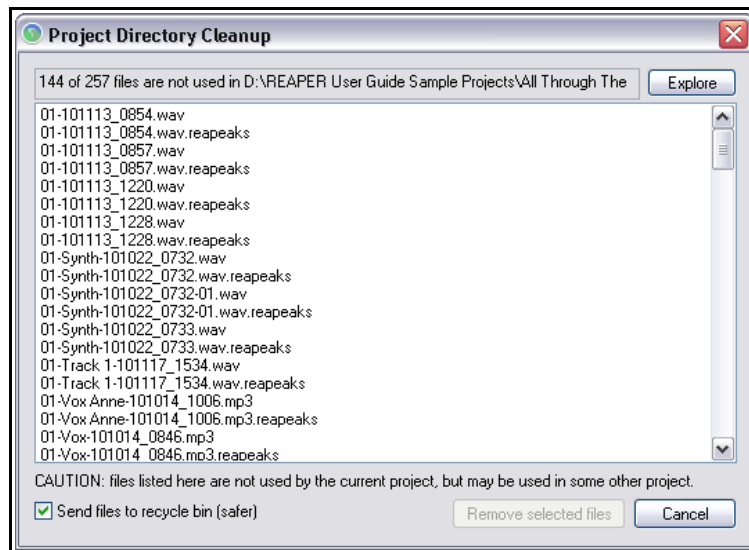 Project Directory Cleanup
144 of 257 files are not used in D:\REAPER User Guide Sample Projects\All Through The
Explore
01-101113_0854.wav
01-101113_0854.wav.reapeaks
01-101113_0857.wav
01-101113_0857.wav.reapeaks
01-101113_1220.wav
01-101113_1220.wav.reapeaks
01-101113_1228.wav
01-101113_1228.wav.reapeaks
01-Synth-101022_0732.wav
01-Synth-101022_0732.wav.reapeaks
01-Synth-101022_0732-01.wav
01-Synth-101022_0732-01.wav.reapeaks
01-Synth-101022_0733.wav
01-Synth-101022_0733.wav.reapeaks
01-Track 1-101117_1534.wav
01-Track 1-101117_1534.wav.reapeaks
01-Vox Anne-101014_1006.mp3
01-Vox Anne-101014_1006.mp3.reapeaks
01-Vox-101014_0846.mp3
01-Vox-101014_0846.mp3.reapeaks
CAUTION: files listed here are not used by the current project, but may be used in some other project.
Send files to recycle bin (safer)
Remove selected files
Cancel